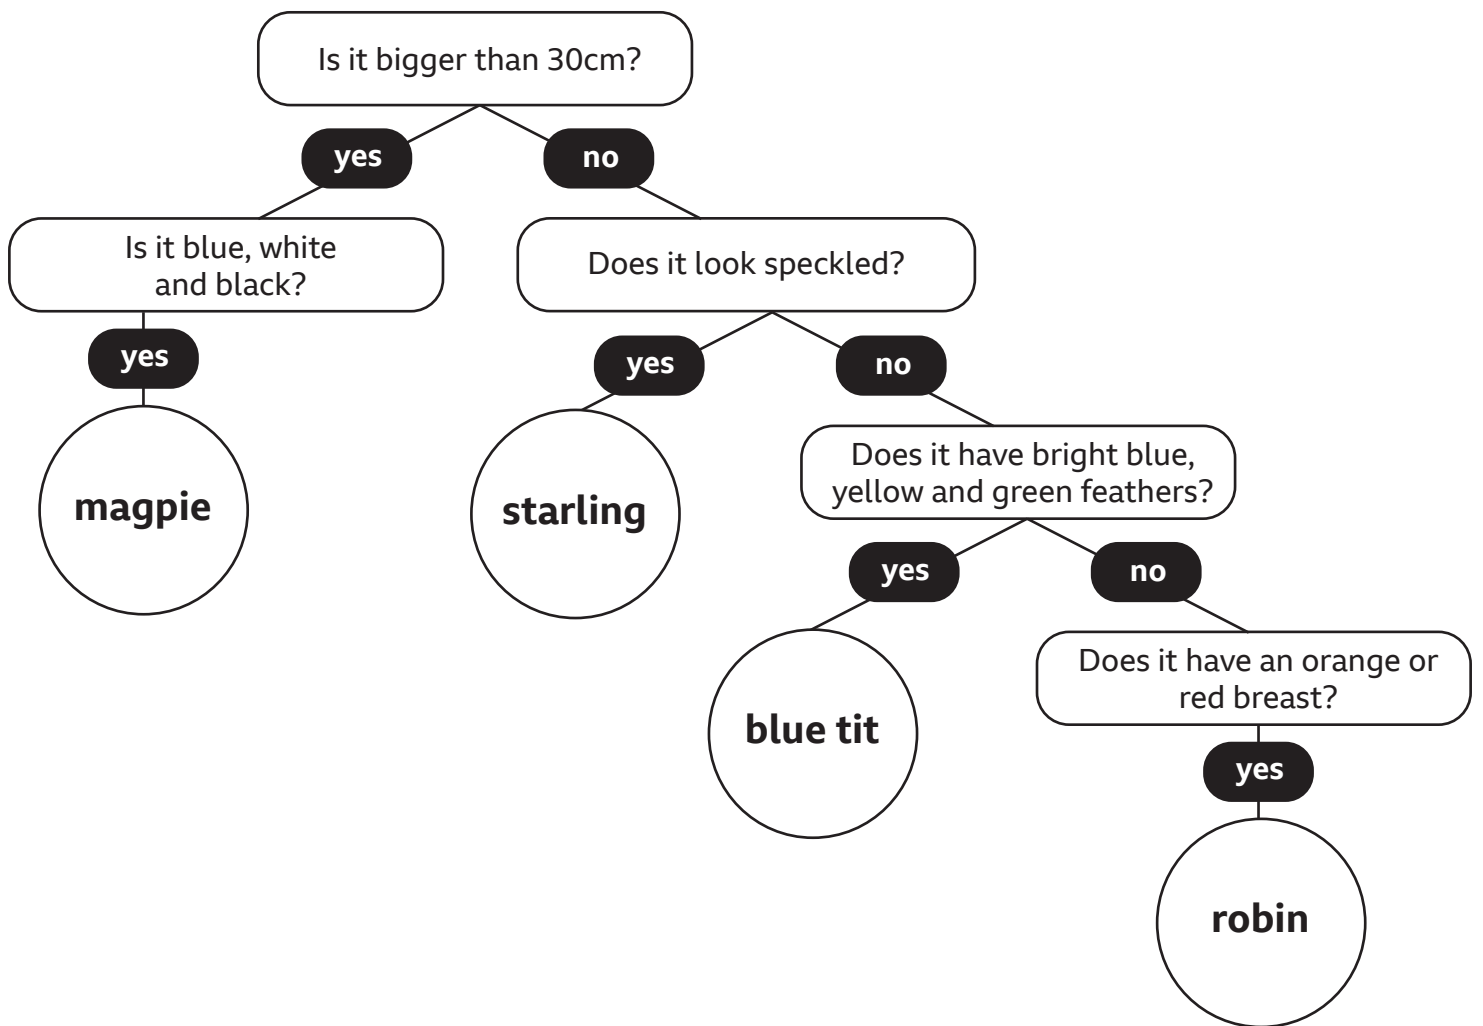 Is it bigger than 30cm?
yes
no
Is it blue, white
and black?
Does it look speckled?
yes
yes
no
magpie
starling
Does it have bright blue,
yellow and green feathers?
yes
no
blue tit
Does it have an orange or
red breast?
yes
robin